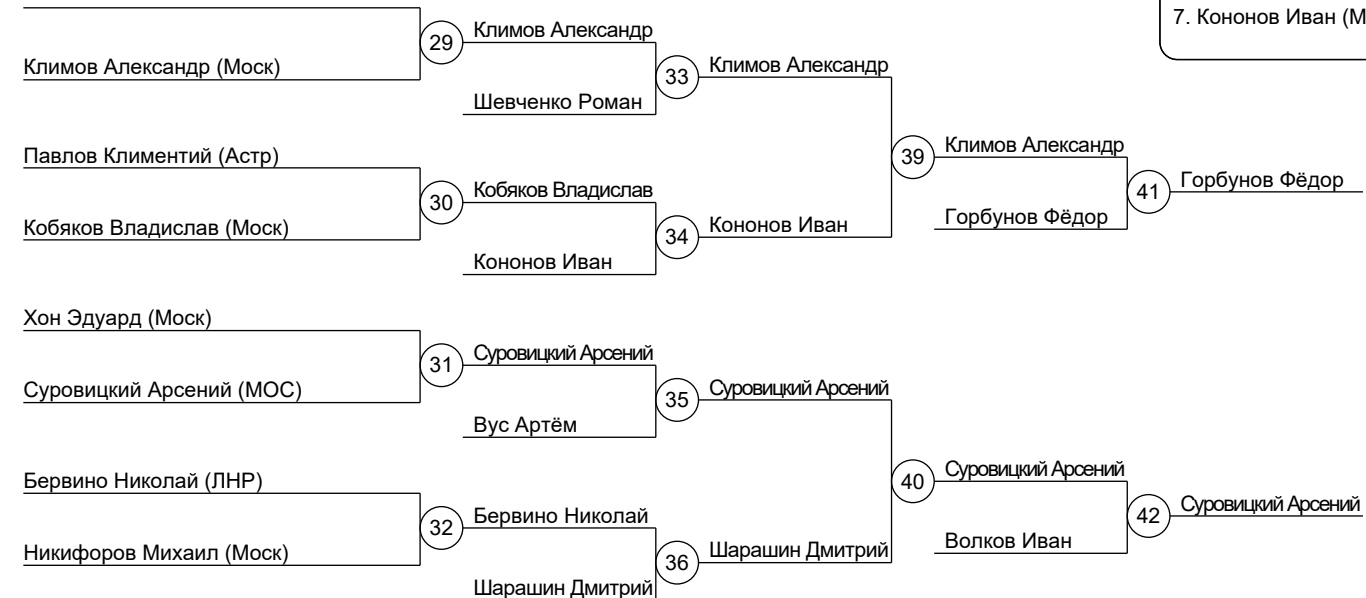 7. Кононов Иван (М
29
Климов Александр
Климов Александр (Моск)
33
Климов Александр
Шевченко Роман
Павлов Климентий (Астр)
39
Климов Александр
30
Кобяков Владислав
41
Горбунов Фёдор
Кобяков Владислав (Моск)
34
Кононов Иван
Горбунов Фёдор
Кононов Иван
Хон Эдуард (Моск)
31
Суровицкий Арсений
Суровицкий Арсений (МОС)
35
Суровицкий Арсений
Вус Артём
Бервино Николай (ЛНР)
40
Суровицкий Арсений
32
Бервино Николай
42
Суровицкий Арсений
Никифоров Михаил (Моск)
36
Шарашин Дмитрий
Волков Иван
Шарашин Дмитрий